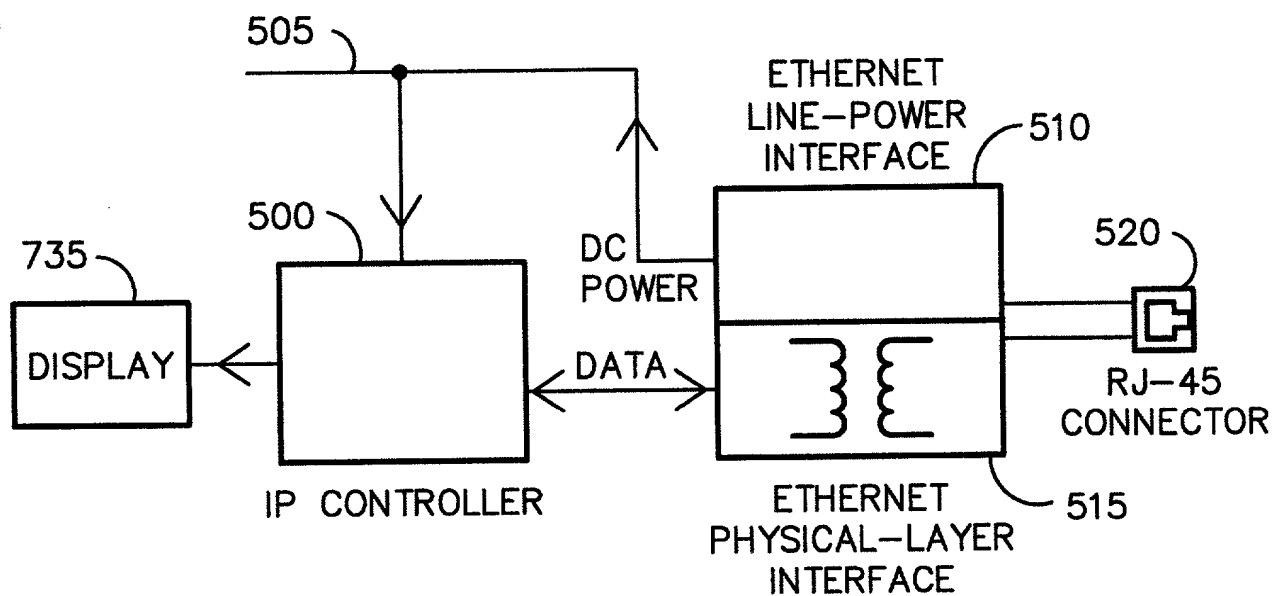 505
ETHERNET
LINE-POWER
INTERFACE
510
500
DC
POWER
520
735
DISPLAY
DATA
RJ-45
CONNECTOR
IP CONTROLLER
ETHERNET
PHYSICAL-LAYER
INTERFACE
515